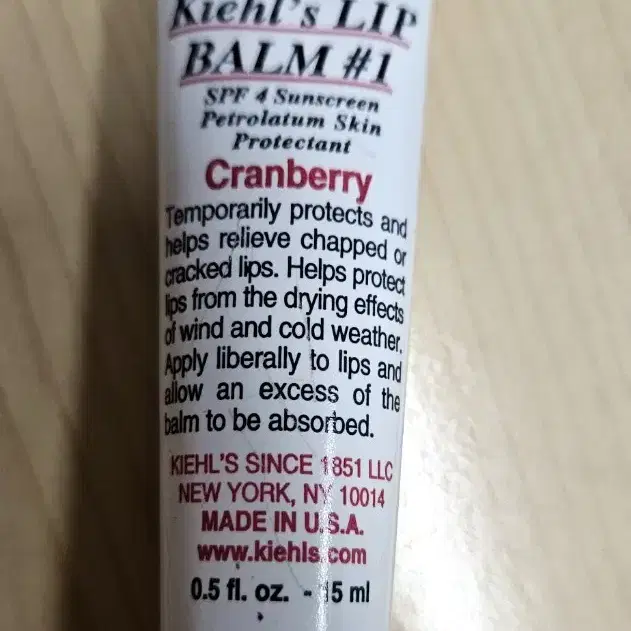 Kiehl's LIP
BALM #1
SPF 4 Sunscreen
Petrolatum Skin
Protectant
Cranberry
Temporarily protects and
helps relieve chapped or
cracked lips. Helps protect
lips from the drying effects
of wind and cold weather.
Apply liberally to lips and
allow an excess of the
balm to be absorbed.
KIEHL'S SINCE 1851 LLC
NEW YORK, NY 10014
MADE IN U.S.A.
www.kiehls.com
0.5 fl. oz. - 15 ml